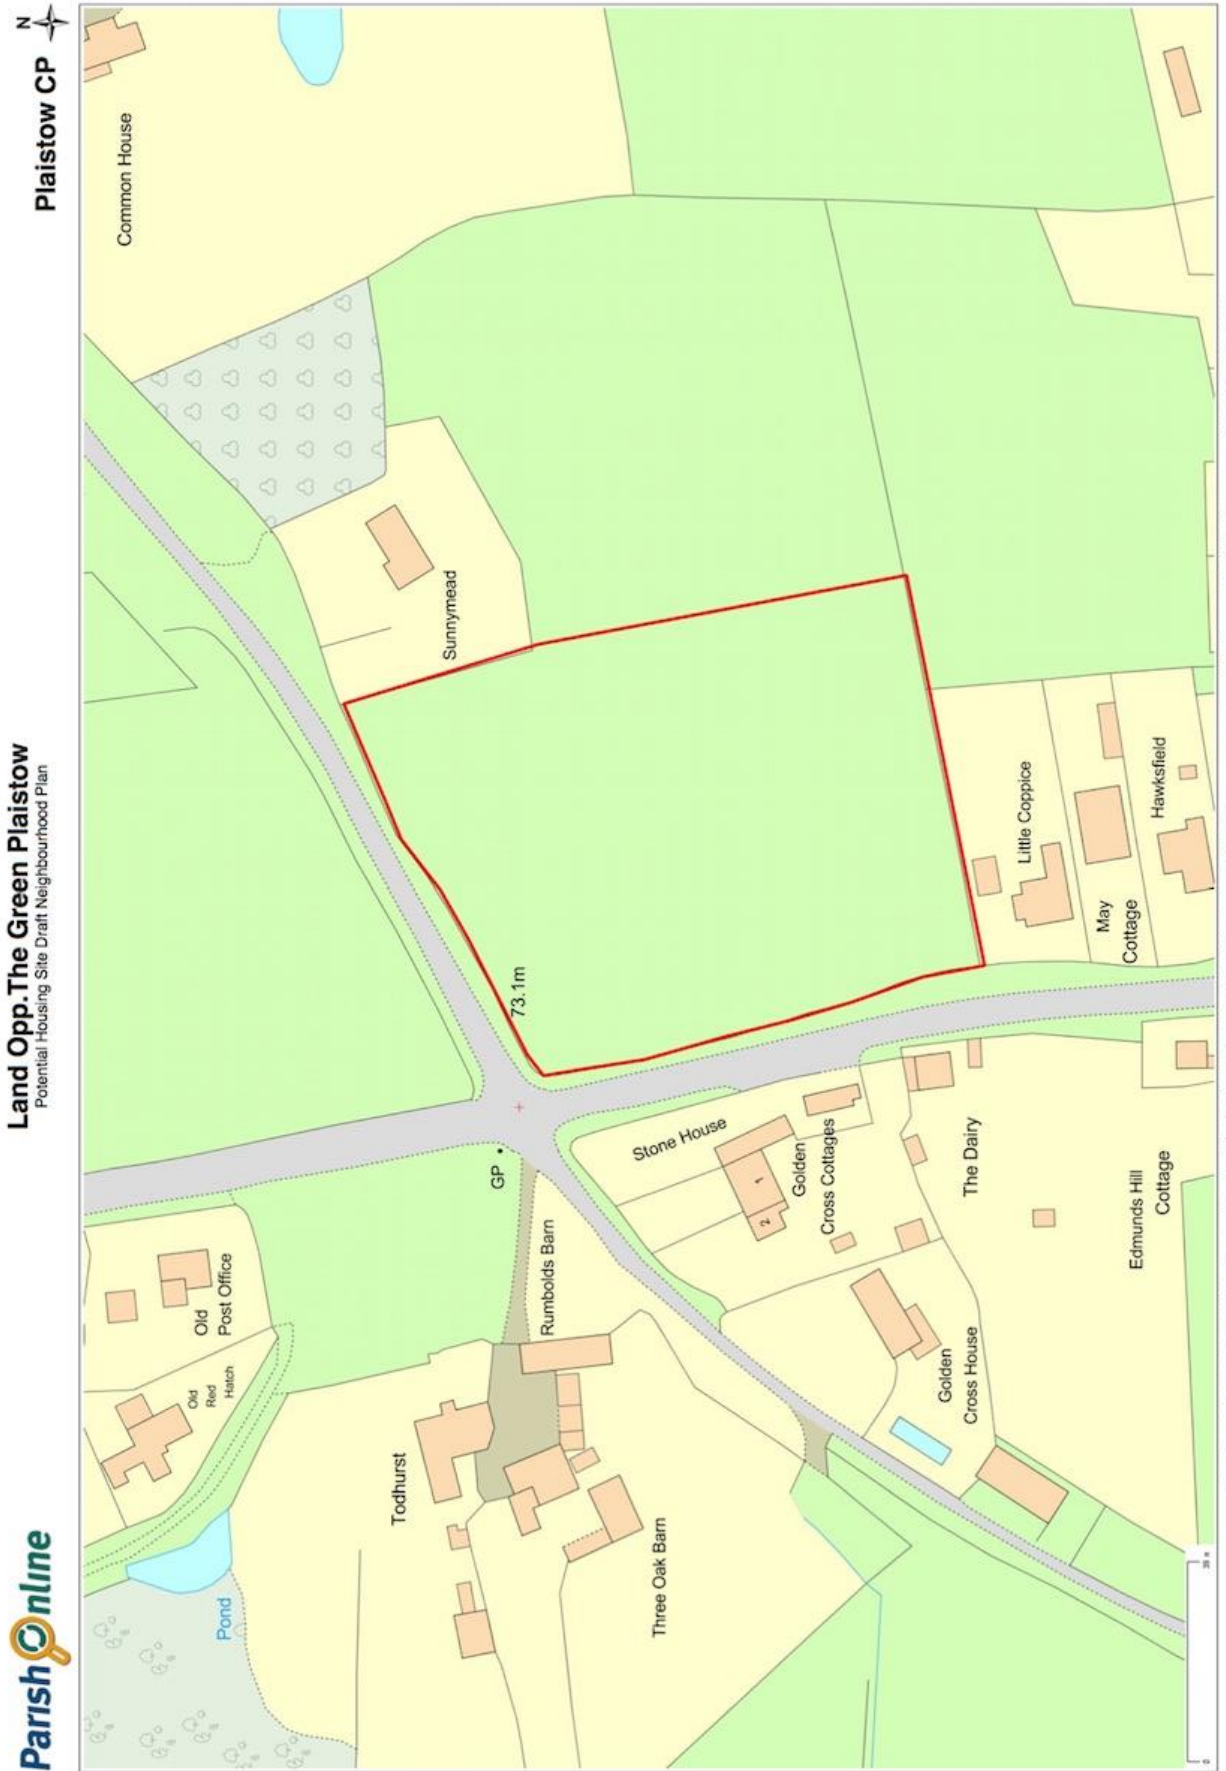 Parish Online
Land Opp.The Green Plaistow
Potential Housing Site Draft Neighbourhood Plan
Plaistow CP
N
Common House
Old
Post Office
Old
Red
Hatch
Pond
Todhurst
GP
73.1m
Sunnymead
Rumbolds Barn
Three Oak Barn
Stone House
1
2
Golden
Cross Cottages
The Dairy
Golden
Cross House
Edmunds Hill
Cottage
Little Coppice
May
Cottage
Hawksfield
0